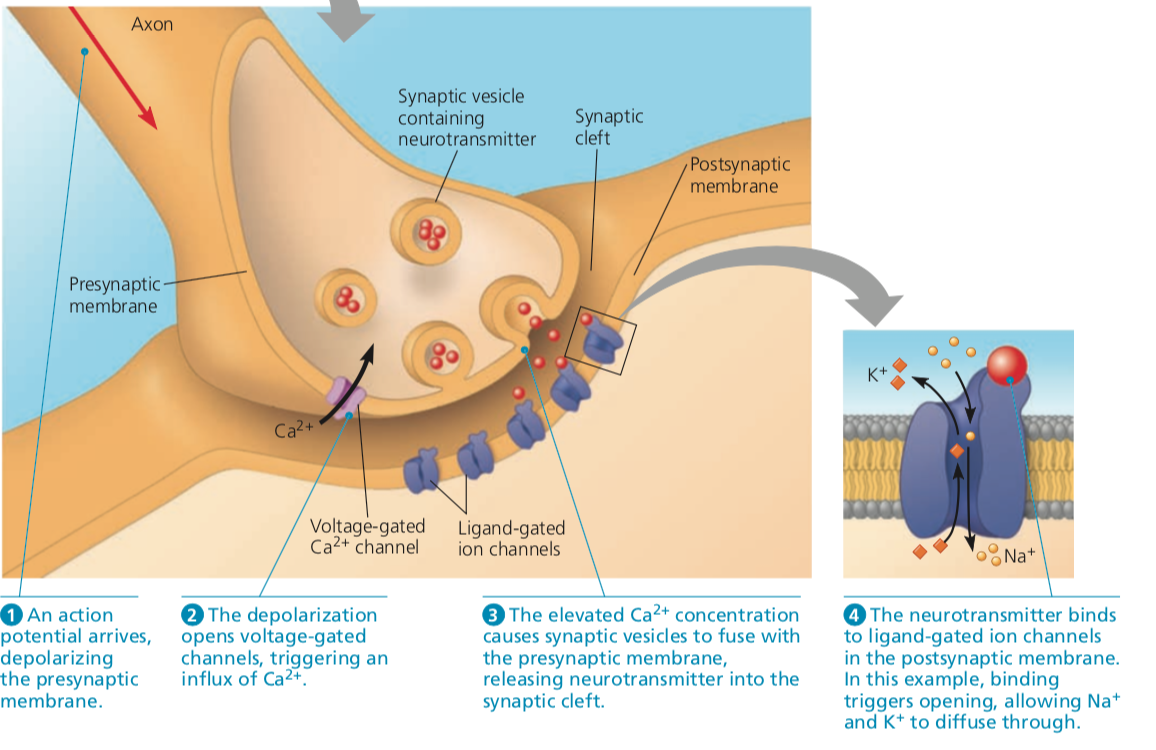 Axon
Synaptic vesicle
containing
neurotransmitter
Synaptic
cleft
Postsynaptic
membrane
Presynaptic
membrane
Ca²⁺
Voltage-gated
Ca²⁺ channel
Ligand-gated
ion channels
K⁺
Na⁺
1 An action
potential arrives,
depolarizing
the presynaptic
membrane.
2 The depolarization
opens voltage-gated
channels, triggering an
influx of Ca²⁺.
3 The elevated Ca²⁺ concentration
causes synaptic vesicles to fuse with
the presynaptic membrane,
releasing neurotransmitter into the
synaptic cleft.
4 The neurotransmitter binds
to ligand-gated ion channels
in the postsynaptic membrane.
In this example, binding
triggers opening, allowing Na⁺
and K⁺ to diffuse through.